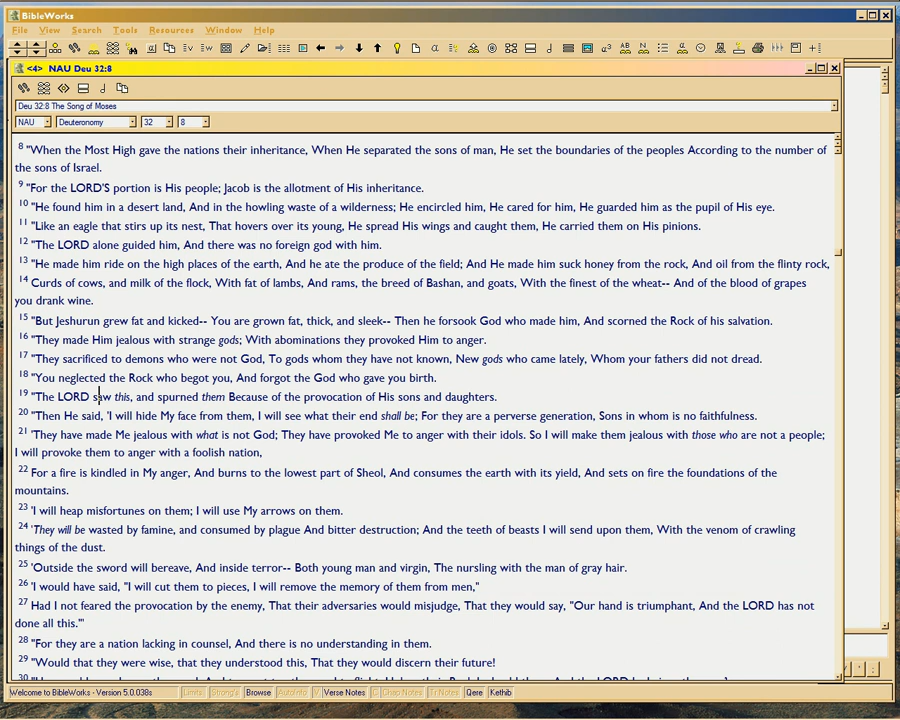 BibleWorks
File View Search Tools Resources Window Help
<4> NAU Deu 32:8
Deu 32:8 The Song of Moses
NAU Deuteronomy 32 8
8 "When the Most High gave the nations their inheritance, When He separated the sons of man, He set the boundaries of the peoples According to the number of
the sons of Israel.
9 "For the LORD'S portion is His people; Jacob is the allotment of His inheritance.
10 "He found him in a desert land, And in the howling waste of a wilderness; He encircled him, He cared for him, He guarded him as the pupil of His eye.
11 "Like an eagle that stirs up its nest, That hovers over its young, He spread His wings and caught them, He carried them on His pinions.
12 "The LORD alone guided him, And there was no foreign god with him.
13 "He made him ride on the high places of the earth, And he ate the produce of the field; And He made him suck honey from the rock, And oil from the flinty rock,
14 Curds of cows, and milk of the flock, With fat of lambs, And rams, the breed of Bashan, and goats, With the finest of the wheat-- And of the blood of grapes
you drank wine.
15 "But Jeshurun grew fat and kicked-- You are grown fat, thick, and sleek-- Then he forsook God who made him, And scorned the Rock of his salvation.
16 "They made Him jealous with strange gods; With abominations they provoked Him to anger.
17 "They sacrificed to demons who were not God, To gods whom they have not known, New gods who came lately, Whom your fathers did not dread.
18 "You neglected the Rock who begot you, And forgot the God who gave you birth.
19 "The LORD saw this, and spurned them Because of the provocation of His sons and daughters.
20 "Then He said, 'I will hide My face from them, I will see what their end shall be; For they are a perverse generation, Sons in whom is no faithfulness.
21 'They have made Me jealous with what is not God; They have provoked Me to anger with their idols. So I will make them jealous with those who are not a people;
I will provoke them to anger with a foolish nation,
22 For a fire is kindled in My anger, And burns to the lowest part of Sheol, And consumes the earth with its yield, And sets on fire the foundations of the
mountains.
23 'I will heap misfortunes on them; I will use My arrows on them.
24 'They will be wasted by famine, and consumed by plague And bitter destruction; And the teeth of beasts I will send upon them, With the venom of crawling
things of the dust.
25 'Outside the sword will bereave, And inside terror-- Both young man and virgin, The nursling with the man of gray hair.
26 'I would have said, "I will cut them to pieces, I will remove the memory of them from men,"
27 Had I not feared the provocation by the enemy, That their adversaries would misjudge, That they would say, "Our hand is triumphant, And the LORD has not
done all this."'
28 "For they are a nation lacking in counsel, And there is no understanding in them.
29 "Would that they were wise, that they understood this, That they would discern their future!
30
Welcome to BibleWorks - Version 5.0.038s Limits Strong's Browse AutoInfo V Verse Notes C Chap Notes Fr.Notes Qere Kethib